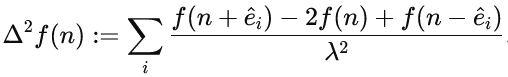 Δ²f(n) := ∑ᵢ (f(n + êᵢ) − 2f(n) + f(n − êᵢ)) / λ²